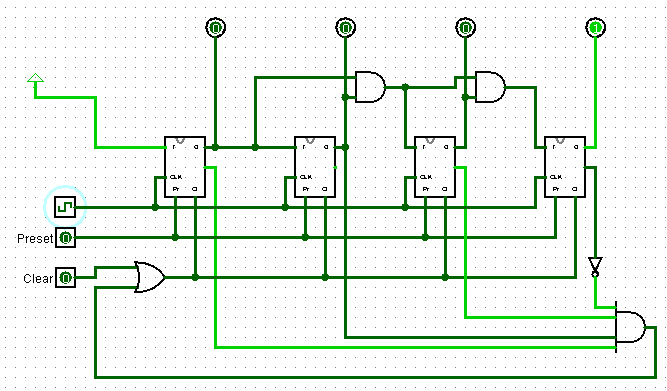 0 0 0 1
T Q T Q T Q T Q
CLK CLK CLK CLK
Pr Cl Pr Cl Pr Cl Pr Cl
Preset 0
Clear 0